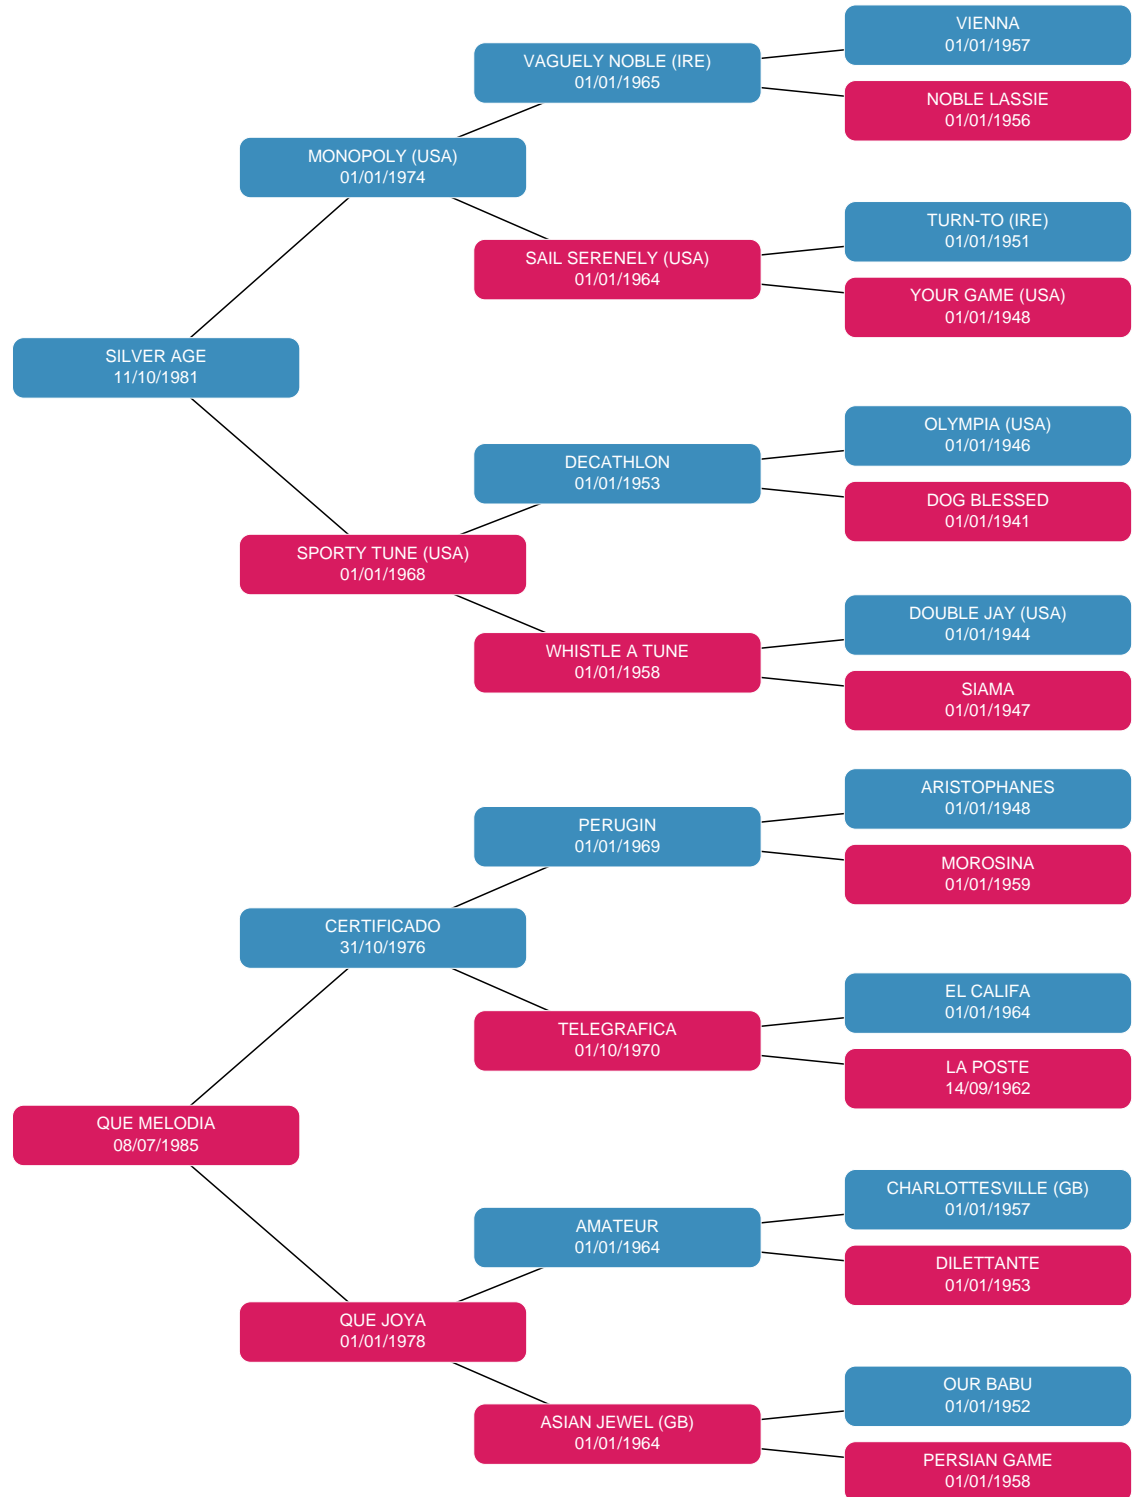 VIENNA
01/01/1957
VAGUELY NOBLE (IRE)
01/01/1965
NOBLE LASSIE
01/01/1956
MONOPOLY (USA)
01/01/1974
TURN-TO (IRE)
01/01/1951
SAIL SERENELY (USA)
01/01/1964
YOUR GAME (USA)
01/01/1948
SILVER AGE
11/10/1981
OLYMPIA (USA)
01/01/1946
DECATHLON
01/01/1953
DOG BLESSED
01/01/1941
SPORTY TUNE (USA)
01/01/1968
DOUBLE JAY (USA)
01/01/1944
WHISTLE A TUNE
01/01/1958
SIAMA
01/01/1947
ARISTOPHANES
01/01/1948
PERUGIN
01/01/1969
MOROSINA
01/01/1959
CERTIFICADO
31/10/1976
EL CALIFA
01/01/1964
TELEGRAFICA
01/10/1970
LA POSTE
14/09/1962
QUE MELODIA
08/07/1985
CHARLOTTESVILLE (GB)
01/01/1957
AMATEUR
01/01/1964
DILETTANTE
01/01/1953
QUE JOYA
01/01/1978
OUR BABU
01/01/1952
ASIAN JEWEL (GB)
01/01/1964
PERSIAN GAME
01/01/1958